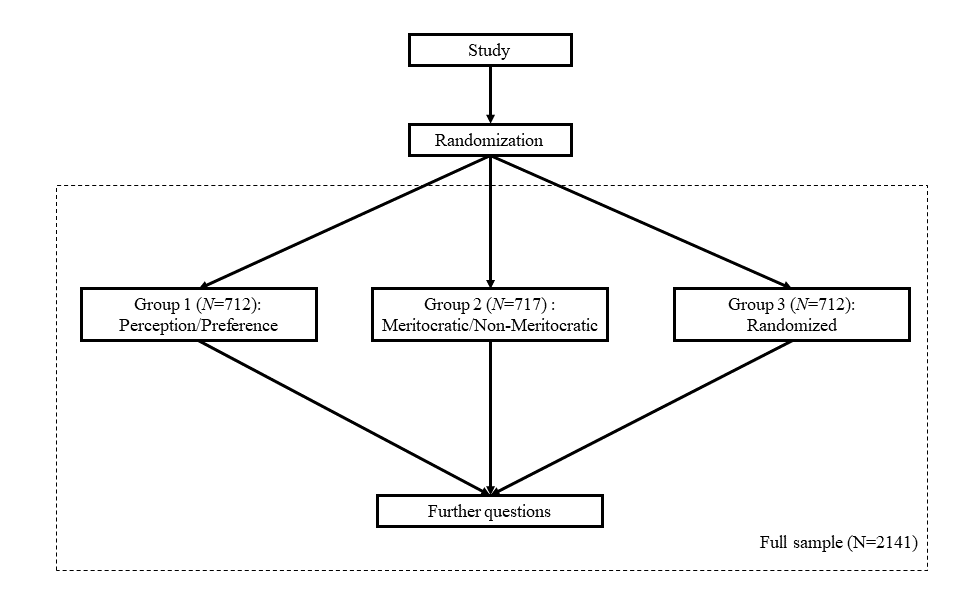 Study
Randomization
Group 1 (N=712):
Perception/Preference
Group 2 (N=717) :
Meritocratic/Non-Meritocratic
Group 3 (N=712):
Randomized
Further questions
Full sample (N=2141)